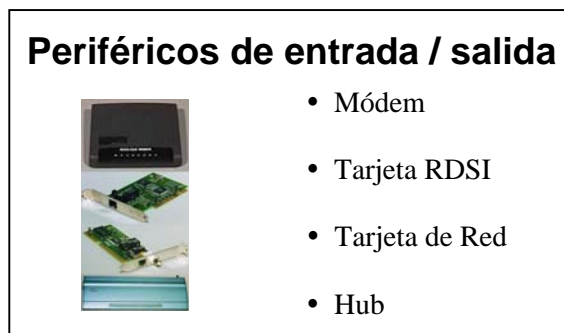 Periféricos de entrada / salida
• Módem
• Tarjeta RDSI
• Tarjeta de Red
• Hub